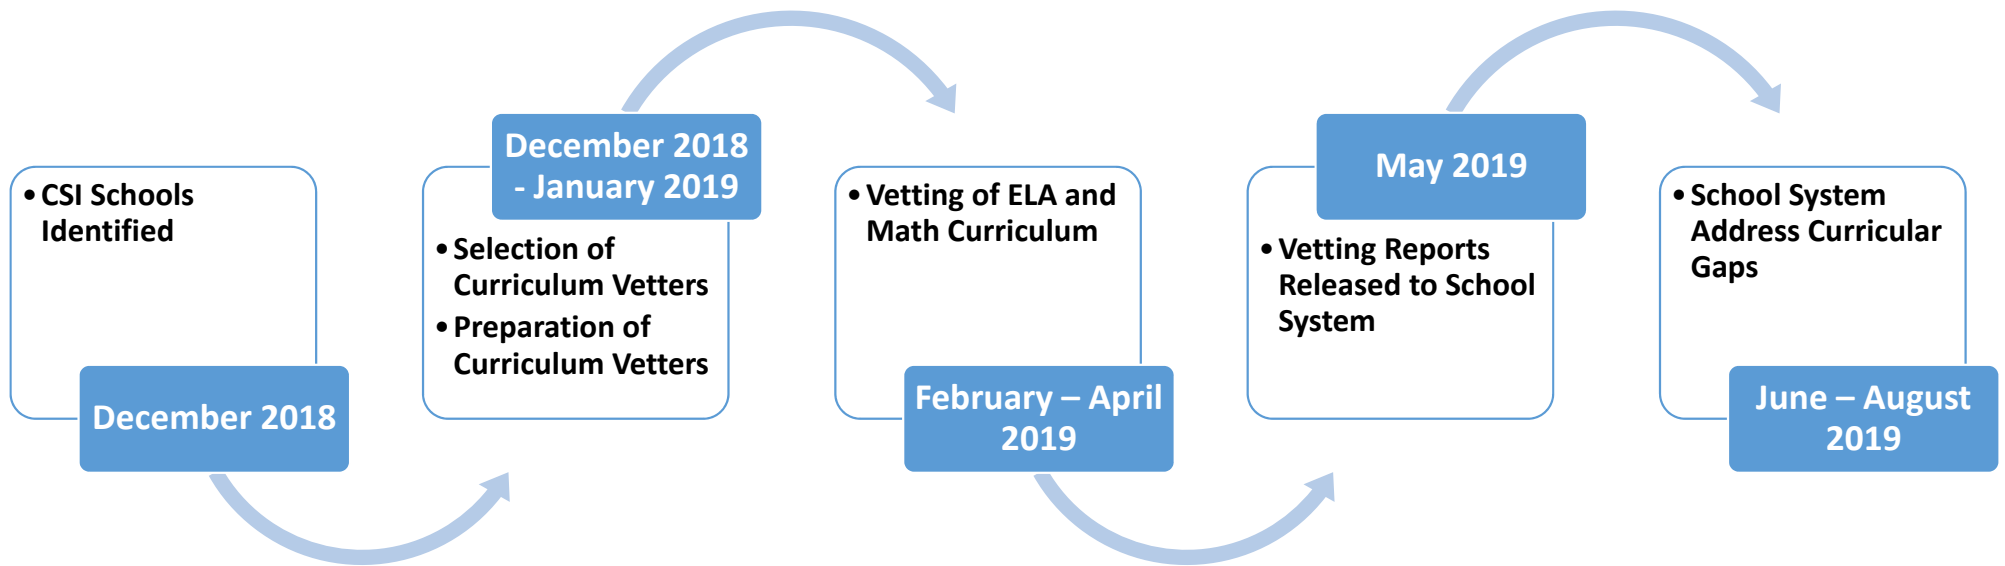 • CSI Schools
Identified
December 2018
December 2018
- January 2019
• Selection of
Curriculum Vetters
• Preparation of
Curriculum Vetters
• Vetting of ELA and
Math Curriculum
February – April
2019
May 2019
• Vetting Reports
Released to School
System
• School System
Address Curricular
Gaps
June – August
2019